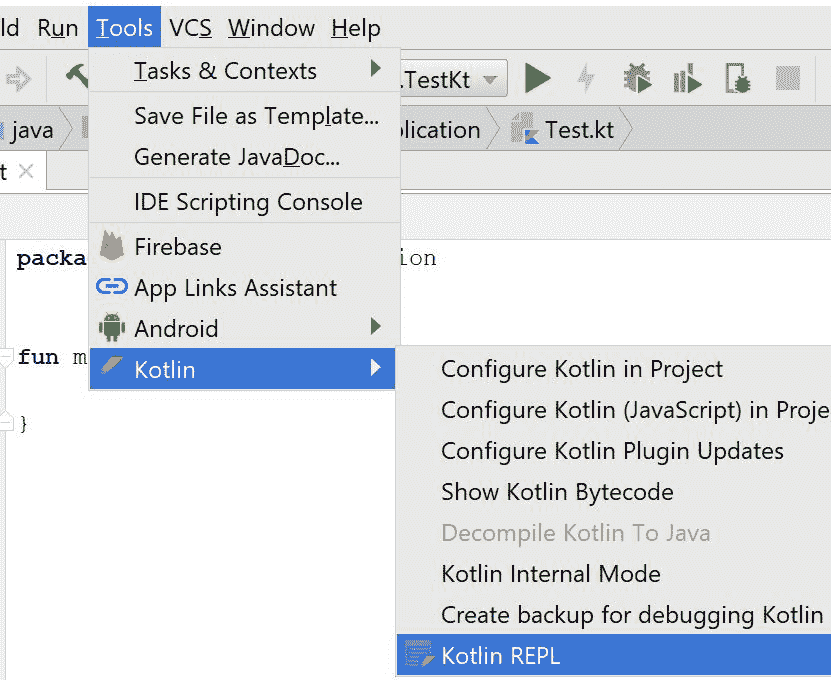 ld Run Tools VCS Window Help
Tasks & Contexts
.TestKt
Save File as Template...
java
lication
Test.kt
Generate JavaDoc...
t
IDE Scripting Console
Firebase
packa
ion
App Links Assistant
Android
fun m
Kotlin
Configure Kotlin in Project
Configure Kotlin (JavaScript) in Proje
}
Configure Kotlin Plugin Updates
Show Kotlin Bytecode
Decompile Kotlin To Java
Kotlin Internal Mode
Create backup for debugging Kotlin
Kotlin REPL